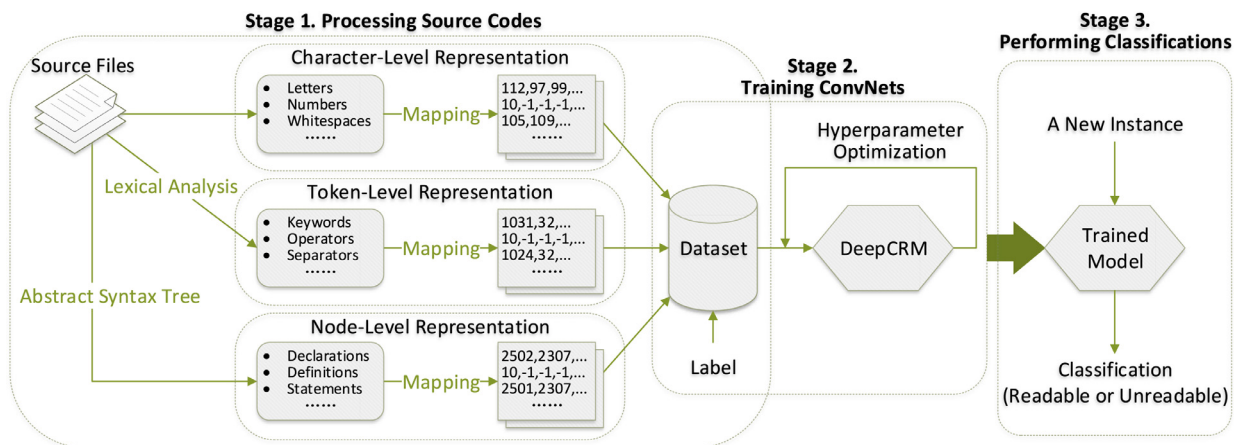 Stage 1. Processing Source Codes
Source Files
Character-Level Representation
• Letters
• Numbers
• Whitespaces
……
Mapping
112,97,99,...
10,-1,-1,-1,...
105,109,...
……
Lexical Analysis
Token-Level Representation
• Keywords
• Operators
• Separators
……
Mapping
1031,32,...
10,-1,-1,-1,...
1024,32,...
……
Abstract Syntax Tree
Node-Level Representation
• Declarations
• Definitions
• Statements
……
Mapping
2502,2307,...
10,-1,-1,-1,...
2501,2307,...
……
Stage 2.
Training ConvNets
Dataset
Label
Hyperparameter
Optimization
DeepCRM
Stage 3.
Performing Classifications
A New Instance
Trained
Model
Classification
(Readable or Unreadable)